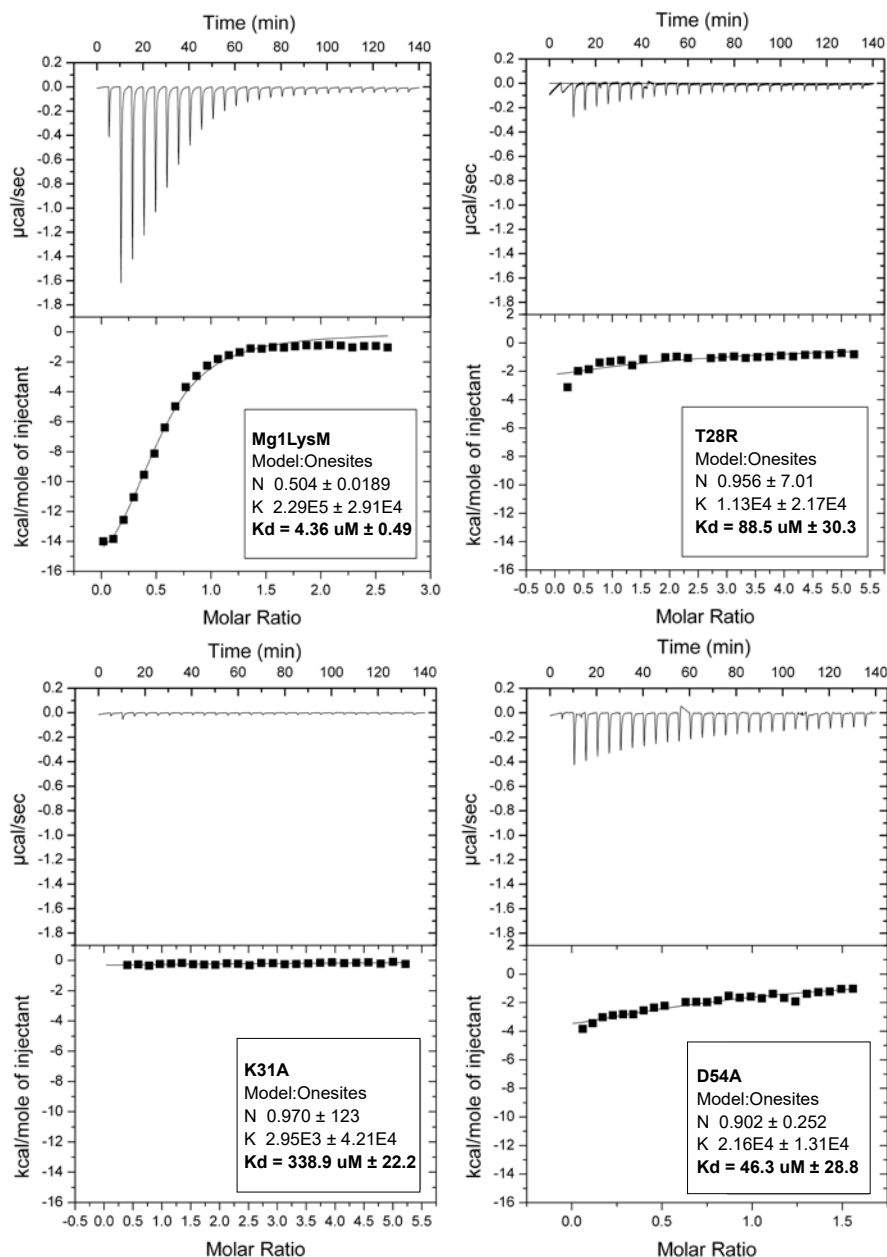 Time (min)
0 20 40 60 80 100 120 140
0.2
0.0
-0.2
-0.4
-0.6
-0.8
-1.0
-1.2
-1.4
-1.6
-1.8
µcal/sec
0
-2
-4
-6
-8
-10
-12
-14
-16
kcal/mole of injectant
Mg1LysM
Model:Onesites
N 0.504 ± 0.0189
K 2.29E5 ± 2.91E4
Kd = 4.36 uM ± 0.49
0.0 0.5 1.0 1.5 2.0 2.5 3.0
Molar Ratio
Time (min)
0 20 40 60 80 100 120 140
0.2
0.0
-0.2
-0.4
-0.6
-0.8
-1.0
-1.2
-1.4
-1.6
-1.8
µcal/sec
2
0
-2
-4
-6
-8
-10
-12
-14
-16
kcal/mole of injectant
T28R
Model:Onesites
N 0.956 ± 7.01
K 1.13E4 ± 2.17E4
Kd = 88.5 uM ± 30.3
0.0 0.5 1.0 1.5 2.0 2.5 3.0 3.5 4.0 4.5 5.0 5.5
Molar Ratio
Time (min)
0 20 40 60 80 100 120 140
0.2
0.0
-0.2
-0.4
-0.6
-0.8
-1.0
-1.2
-1.4
-1.6
-1.8
µcal/sec
2
0
-2
-4
-6
-8
-10
-12
-14
-16
kcal/mole of injectant
K31A
Model:Onesites
N 0.970 ± 123
K 2.95E3 ± 4.21E4
Kd = 338.9 uM ± 22.2
-0.5 0.0 0.5 1.0 1.5 2.0 2.5 3.0 3.5 4.0 4.5 5.0 5.5
Molar Ratio
Time (min)
0 20 40 60 80 100 120 140
0.2
0.0
-0.2
-0.4
-0.6
-0.8
-1.0
-1.2
-1.4
-1.6
-1.8
µcal/sec
2
0
-2
-4
-6
-8
-10
-12
-14
-16
kcal/mole of injectant
D54A
Model:Onesites
N 0.902 ± 0.252
K 2.16E4 ± 1.31E4
Kd = 46.3 uM ± 28.8
0.0 0.5 1.0 1.5
Molar Ratio